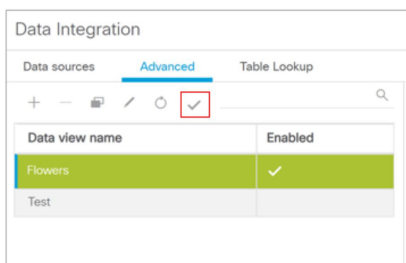 Data Integration
Data sources Advanced Table Lookup
Data view name Enabled
Flowers
Test